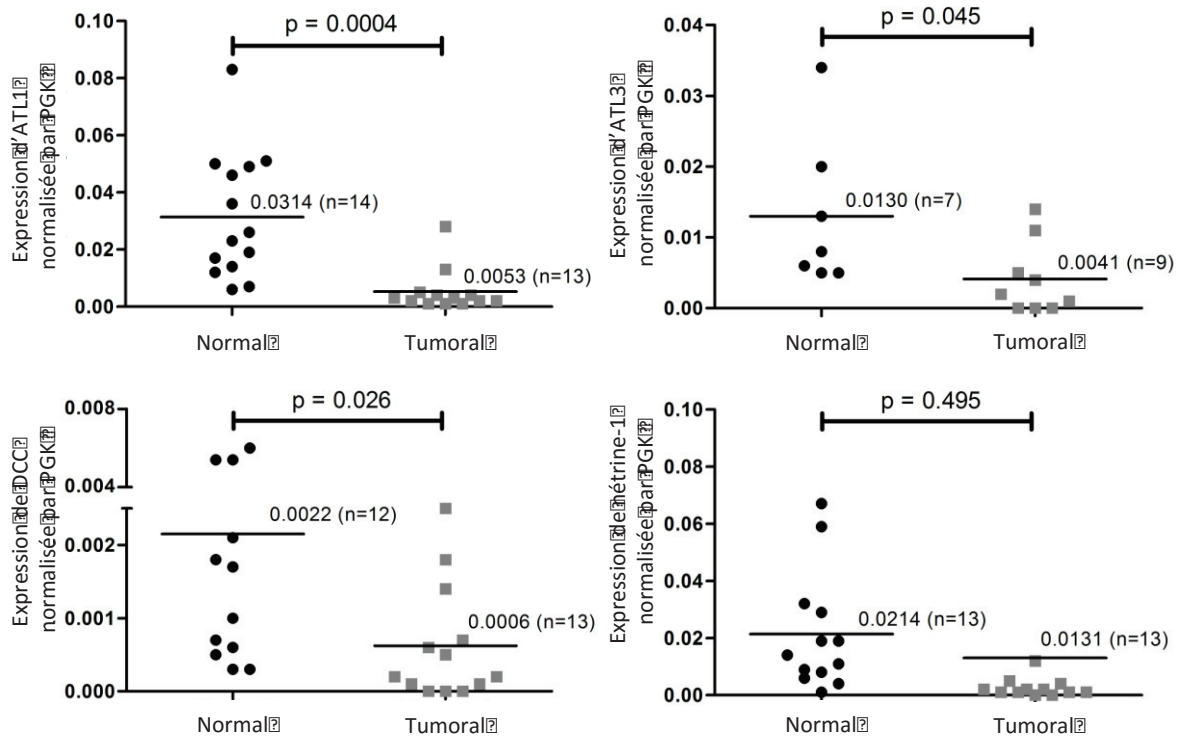 p = 0.0004
0.10
0.08
0.06
0.04
0.02
0.00
Expression d'ATL1
normalisée par PGK
0.0314 (n=14)
0.0053 (n=13)
Normal
Tumoral
p = 0.045
0.04
0.03
0.02
0.01
0.00
Expression d'ATL3
normalisée par PGK
0.0130 (n=7)
0.0041 (n=9)
Normal
Tumoral
p = 0.026
0.008
0.006
0.004
0.002
0.001
0.000
Expression de DCC
normalisée par PGK
0.0022 (n=12)
0.0006 (n=13)
Normal
Tumoral
p = 0.495
0.10
0.08
0.06
0.04
0.02
0.00
Expression de nétrine-1
normalisée par PGK
0.0214 (n=13)
0.0131 (n=13)
Normal
Tumoral